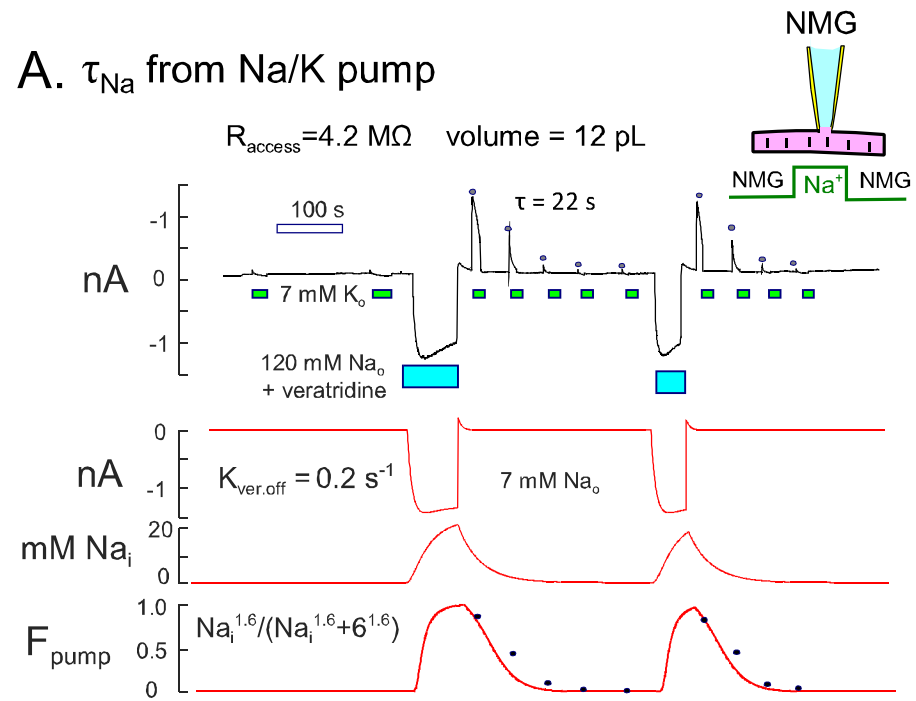 NMG
A. τNa from Na/K pump
Raccess=4.2 MΩ volume = 12 pL
NMG Na+ NMG
-1
100 s
τ = 22 s
nA
0
7 mM Ko
-1
120 mM Nao
+ veratridine
0
nA
Kver.off = 0.2 s-1
7 mM Nao
-1
20
mM Nai
0
1.0
Nai1.6/(Nai1.6+61.6)
Fpump
0.5
0